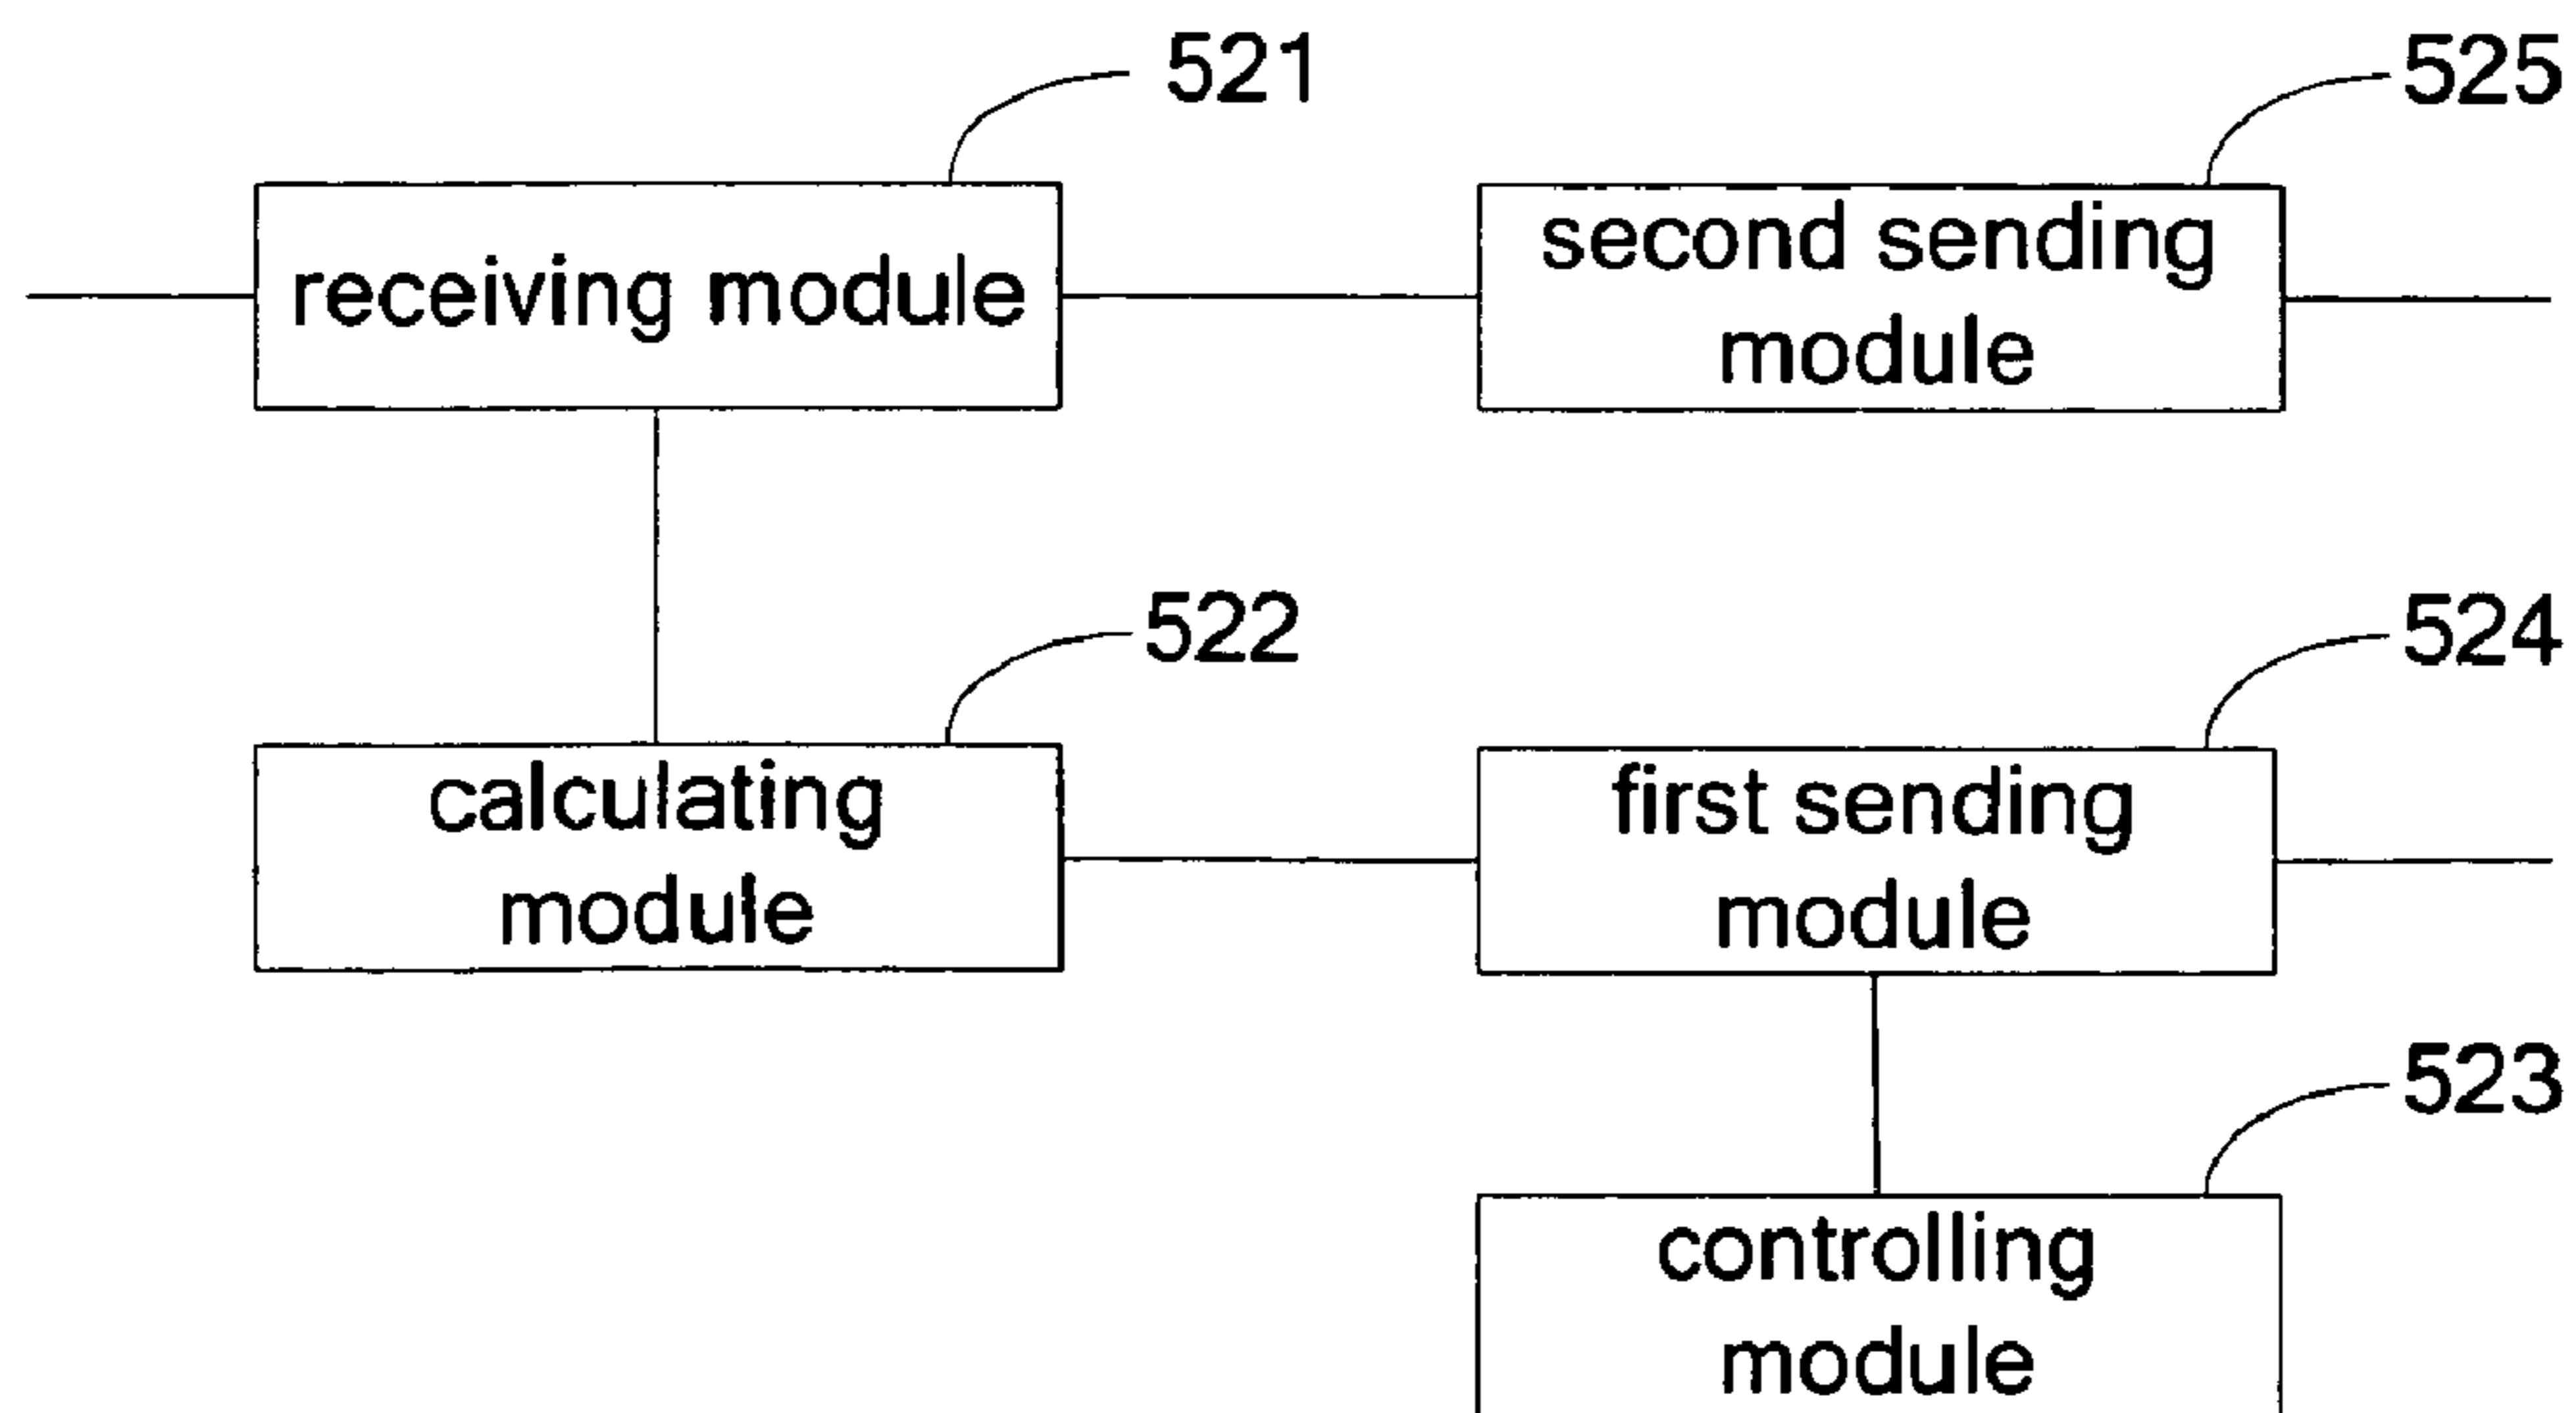 521
525
receiving module
second sending
module
522
524
calculating
module
first sending
module
523
controlling
module